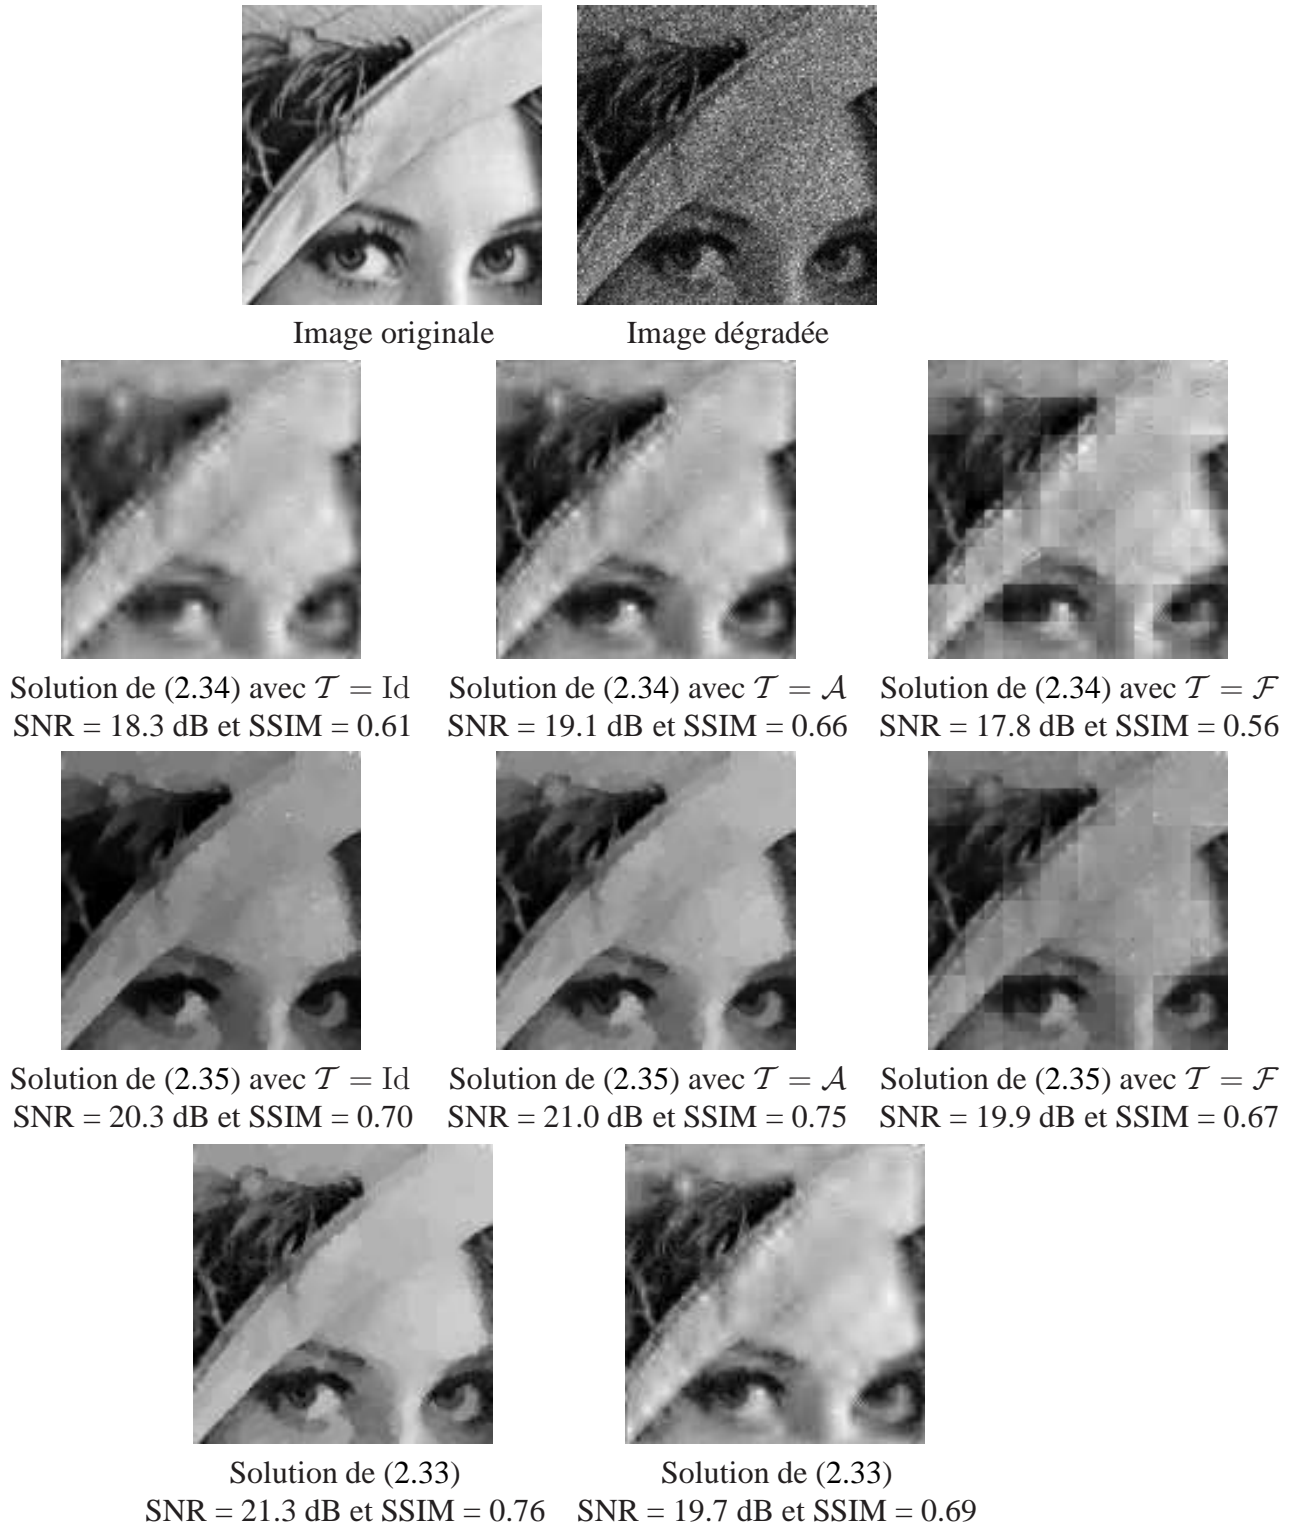 Image originale
Image dégradée
Solution de (2.34) avec 𝒯 = Id
SNR = 18.3 dB et SSIM = 0.61
Solution de (2.34) avec 𝒯 = 𝒜
SNR = 19.1 dB et SSIM = 0.66
Solution de (2.34) avec 𝒯 = ℱ
SNR = 17.8 dB et SSIM = 0.56
Solution de (2.35) avec 𝒯 = Id
SNR = 20.3 dB et SSIM = 0.70
Solution de (2.35) avec 𝒯 = 𝒜
SNR = 21.0 dB et SSIM = 0.75
Solution de (2.35) avec 𝒯 = ℱ
SNR = 19.9 dB et SSIM = 0.67
Solution de (2.33)
SNR = 21.3 dB et SSIM = 0.76
Solution de (2.33)
SNR = 19.7 dB et SSIM = 0.69